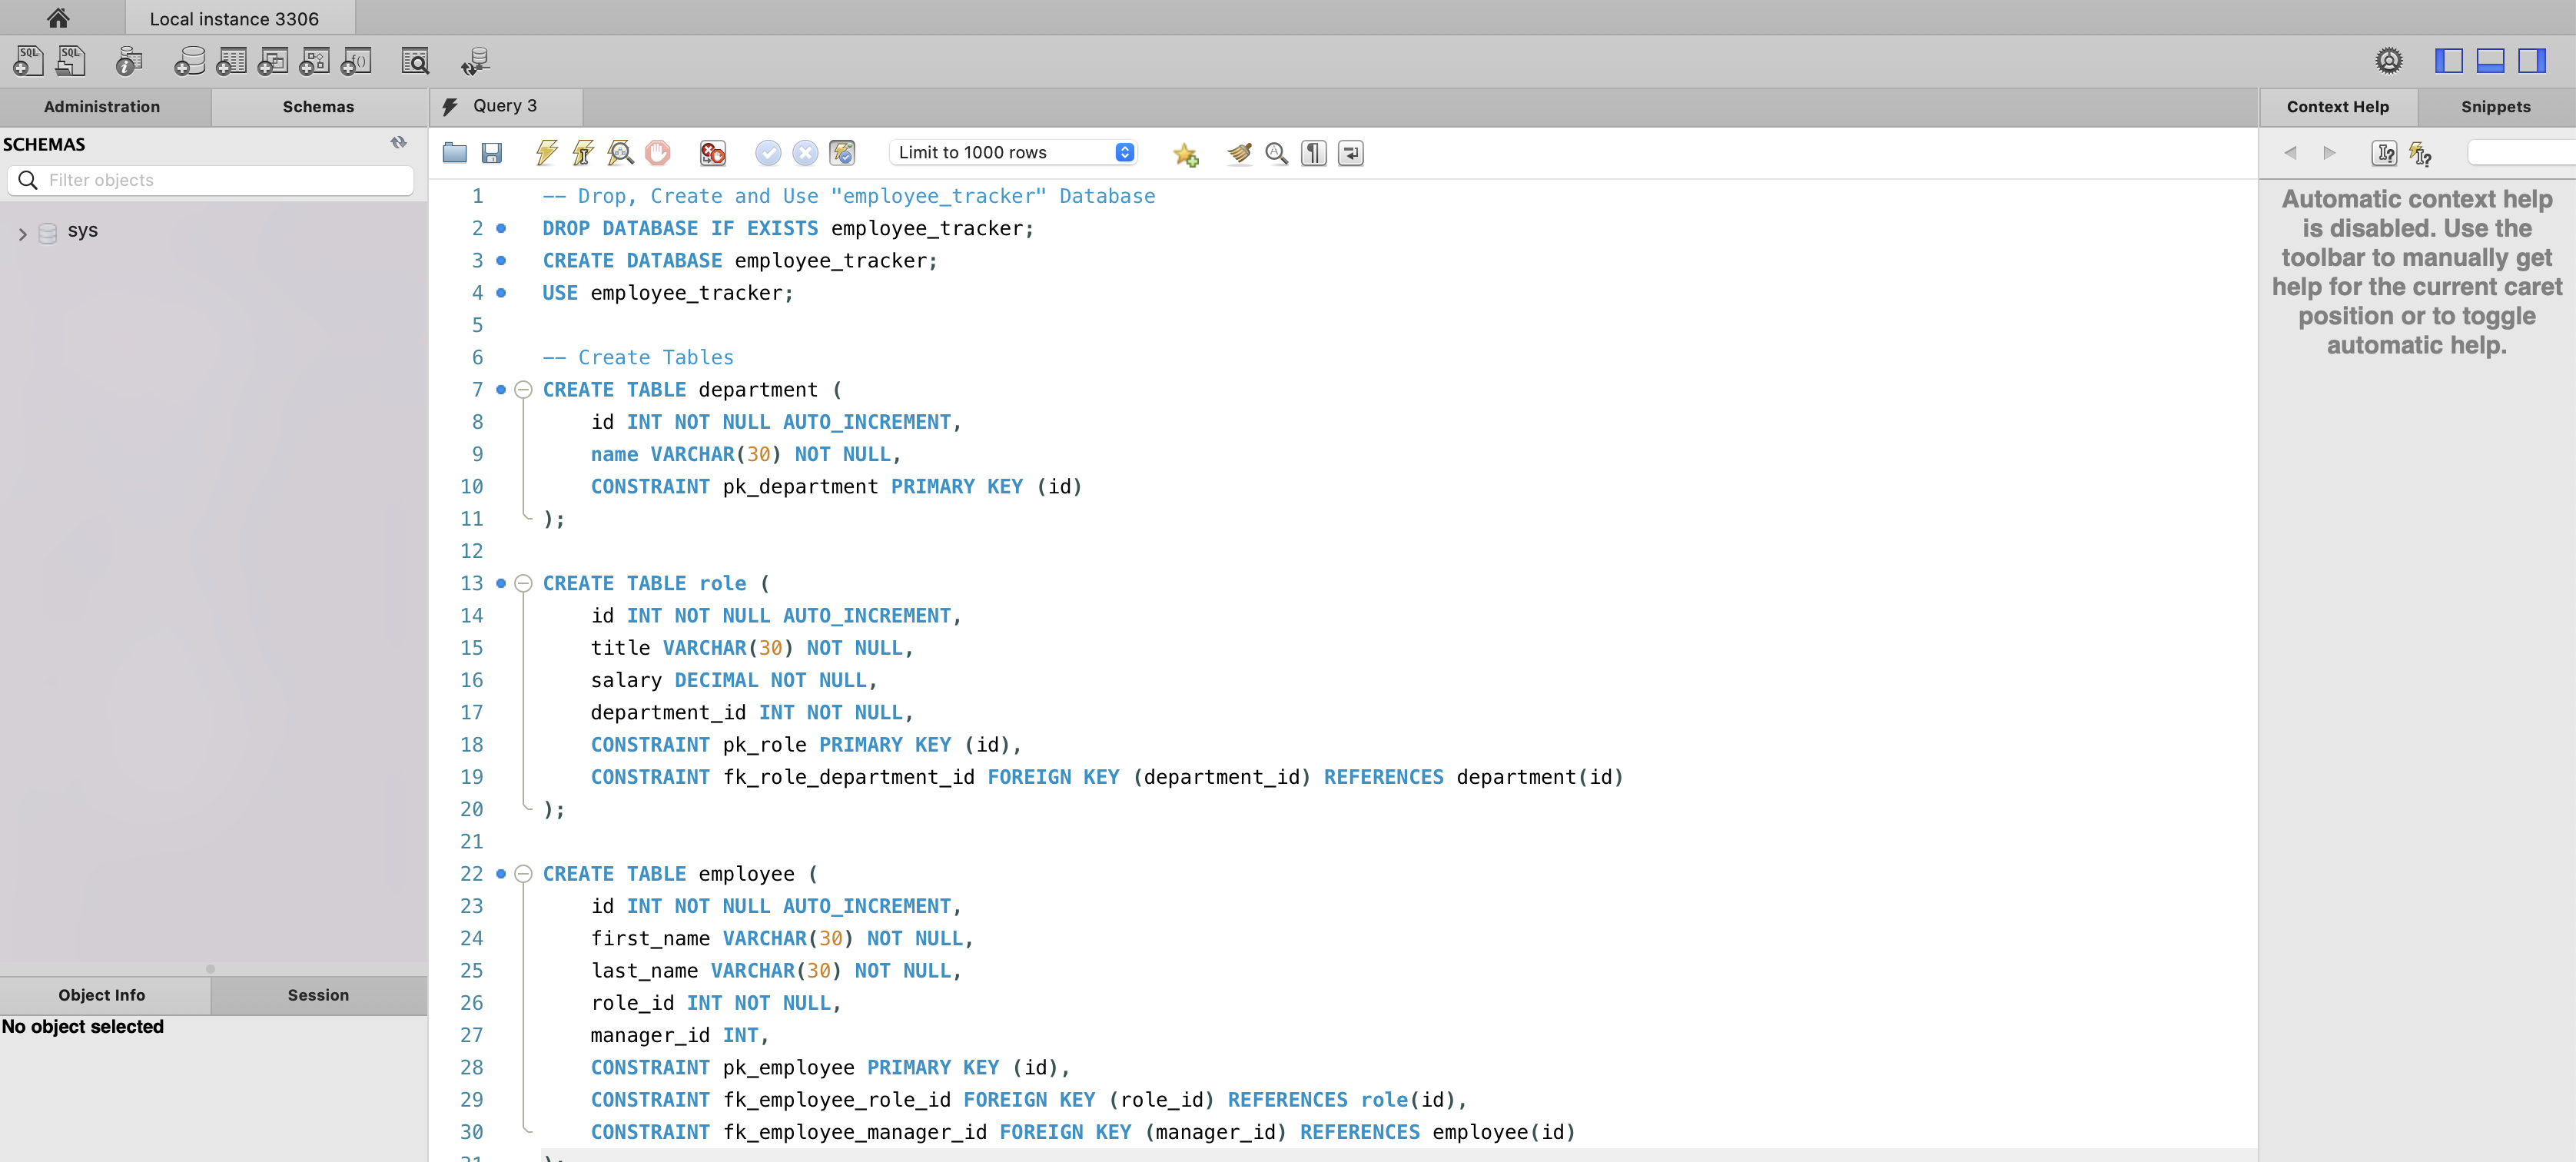 Local instance 3306
SQL SQL
Administration Schemas
SCHEMAS
Filter objects
sys
Object Info Session
No object selected
Query 3
Limit to 1000 rows
1 -- Drop, Create and Use "employee_tracker" Database
2 DROP DATABASE IF EXISTS employee_tracker;
3 CREATE DATABASE employee_tracker;
4 USE employee_tracker;
5
6 -- Create Tables
7 CREATE TABLE department (
8 id INT NOT NULL AUTO_INCREMENT,
9 name VARCHAR(30) NOT NULL,
10 CONSTRAINT pk_department PRIMARY KEY (id)
11 );
12
13 CREATE TABLE role (
14 id INT NOT NULL AUTO_INCREMENT,
15 title VARCHAR(30) NOT NULL,
16 salary DECIMAL NOT NULL,
17 department_id INT NOT NULL,
18 CONSTRAINT pk_role PRIMARY KEY (id),
19 CONSTRAINT fk_role_department_id FOREIGN KEY (department_id) REFERENCES department(id)
20 );
21
22 CREATE TABLE employee (
23 id INT NOT NULL AUTO_INCREMENT,
24 first_name VARCHAR(30) NOT NULL,
25 last_name VARCHAR(30) NOT NULL,
26 role_id INT NOT NULL,
27 manager_id INT,
28 CONSTRAINT pk_employee PRIMARY KEY (id),
29 CONSTRAINT fk_employee_role_id FOREIGN KEY (role_id) REFERENCES role(id),
30 CONSTRAINT fk_employee_manager_id FOREIGN KEY (manager_id) REFERENCES employee(id)
31 );
Context Help Snippets
Automatic context help
is disabled. Use the
toolbar to manually get
help for the current caret
position or to toggle
automatic help.